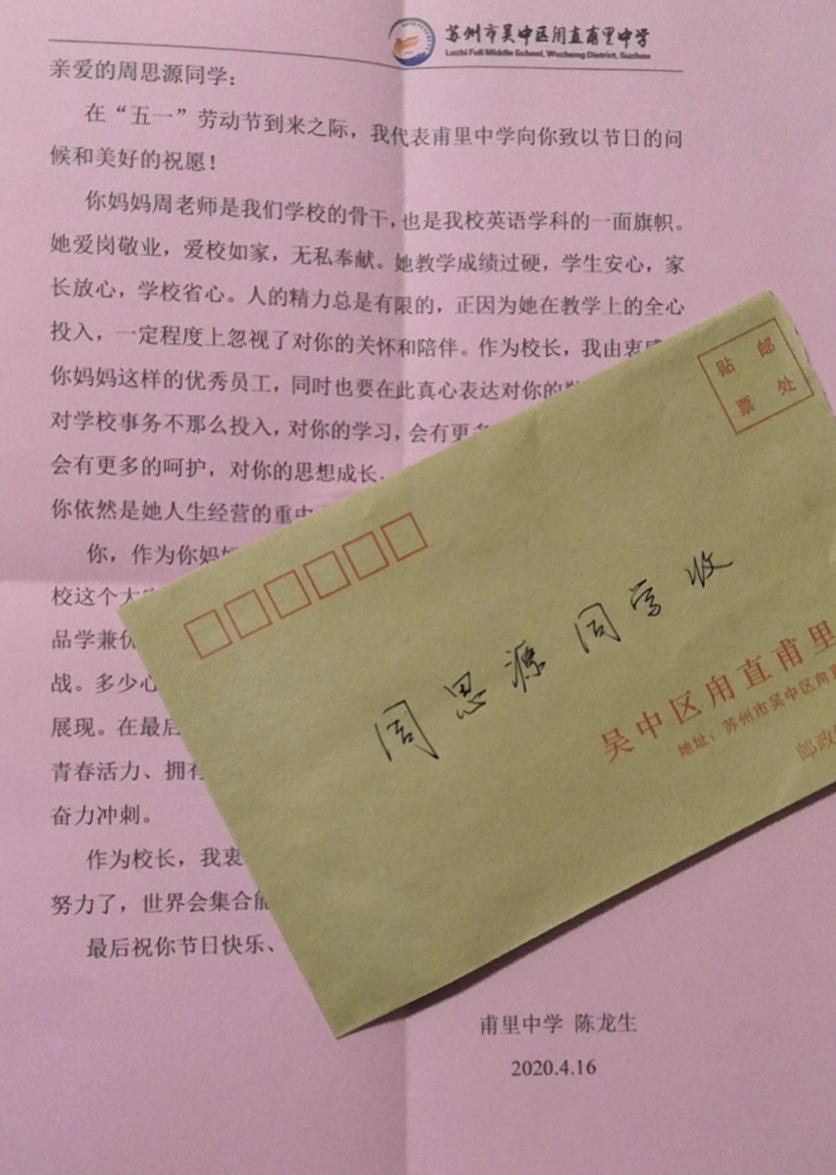 苏州市吴中区甪直甫里中学
Luzhi Fuli Middle School, Wuzhong District, Suzhou
亲爱的周思源同学：
在“五一”劳动节到来之际，我代表甫里中学向你致以节日的问
候和美好的祝愿！
你妈妈周老师是我们学校的骨干，也是我校英语学科的一面旗帜。
她爱岗敬业，爱校如家，无私奉献。她教学成绩过硬，学生安心，家
长放心，学校省心。人的精力总是有限的，正因为她在教学上的全心
投入，一定程度上忽视了对你的关怀和陪伴。作为校长，我由衷
你妈妈这样的优秀员工，同时也要在此真心表达对你的
对学校事务不那么投入，对你的学习，会有更多
会有更多的呵护，对你的思想成长
你依然是她人生经营的重中
你，作为你妈妈
校这个大
品学兼优
战。多少心
展现。在最后
青春活力、拥有
奋力冲刺。
作为校长，我衷
努力了，世界会集合能
最后祝你节日快乐、
甫里中学 陈龙生
2020.4.16
贴 邮
票 处
周思源同学收
吴中区甪直甫里
地址：苏州市吴中区甪直
邮政